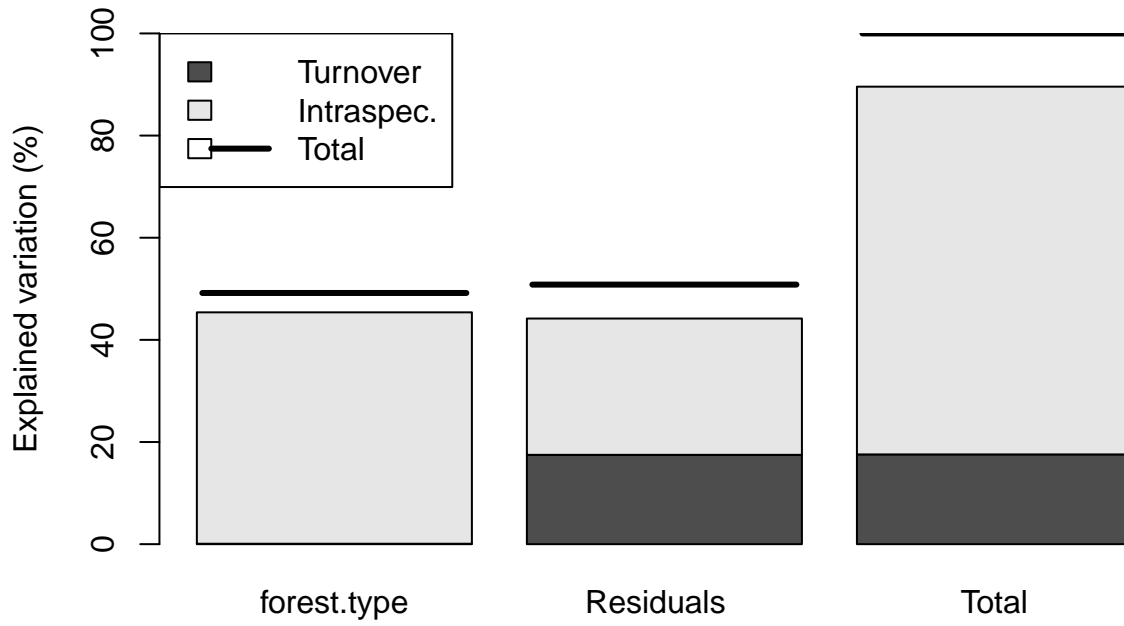 Explained variation (%)
100
80
60
40
20
0
Turnover
Intraspec.
Total
forest.type
Residuals
Total